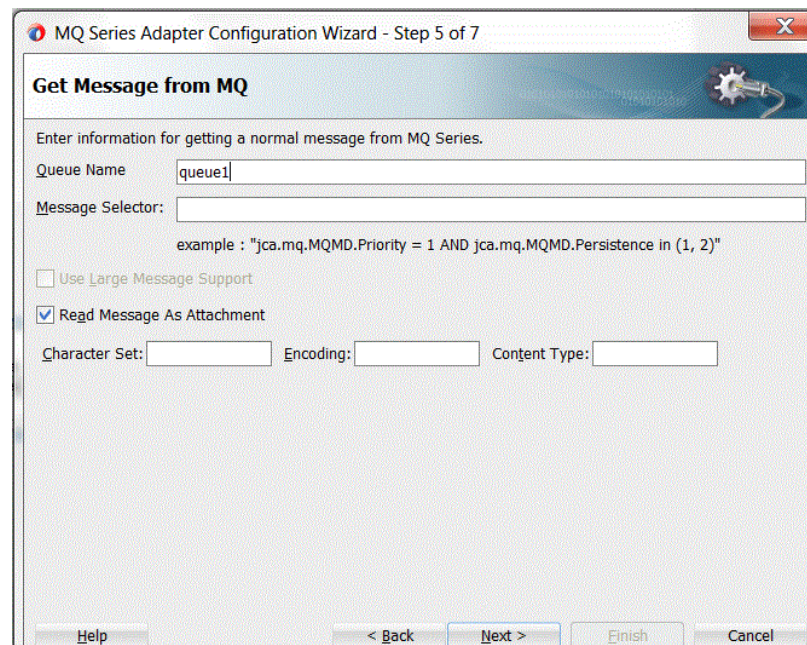 MQ Series Adapter Configuration Wizard - Step 5 of 7
Get Message from MQ
Enter information for getting a normal message from MQ Series.
Queue Name queue1
Message Selector:
example : "jca.mq.MQMD.Priority = 1 AND jca.mq.MQMD.Persistence in (1, 2)"
Use Large Message Support
Read Message As Attachment
Character Set: Encoding: Content Type:
Help < Back Next > Finish Cancel